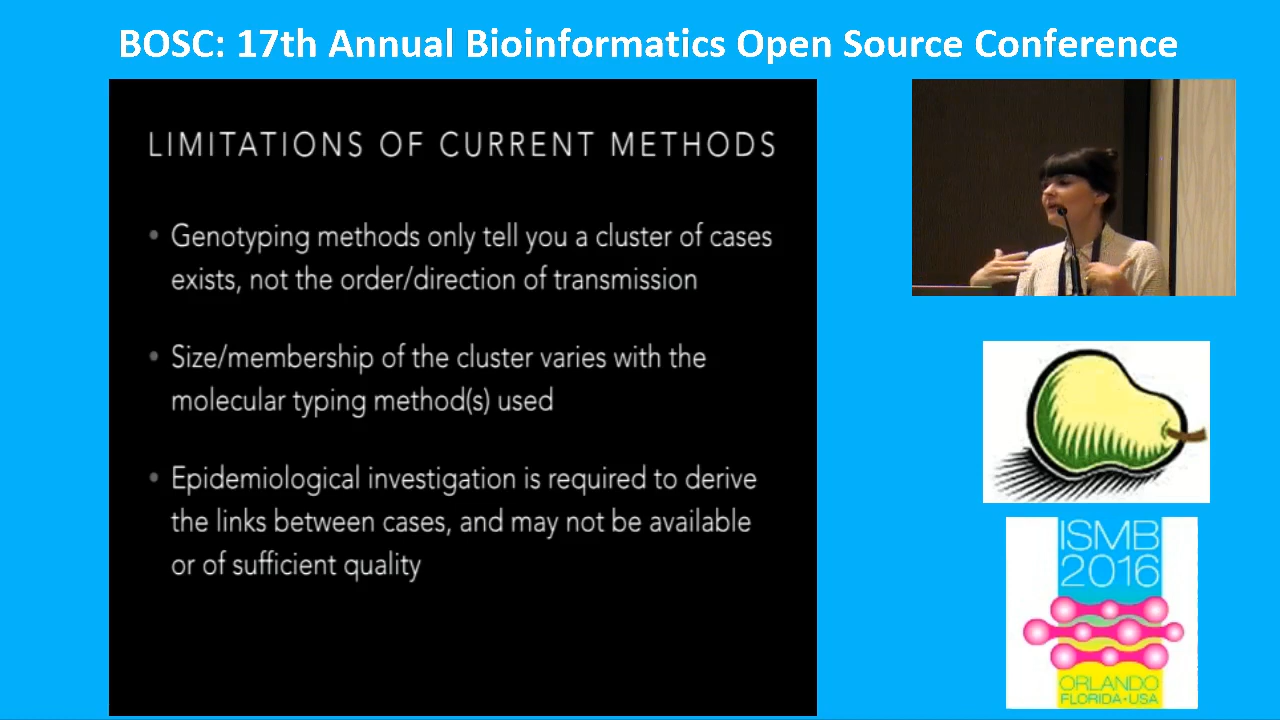 BOSC: 17th Annual Bioinformatics Open Source Conference
LIMITATIONS OF CURRENT METHODS
• Genotyping methods only tell you a cluster of cases
exists, not the order/direction of transmission
• Size/membership of the cluster varies with the
molecular typing method(s) used
• Epidemiological investigation is required to derive
the links between cases, and may not be available
or of sufficient quality
ISMB
2016
ORLANDO
FLORIDA•USA